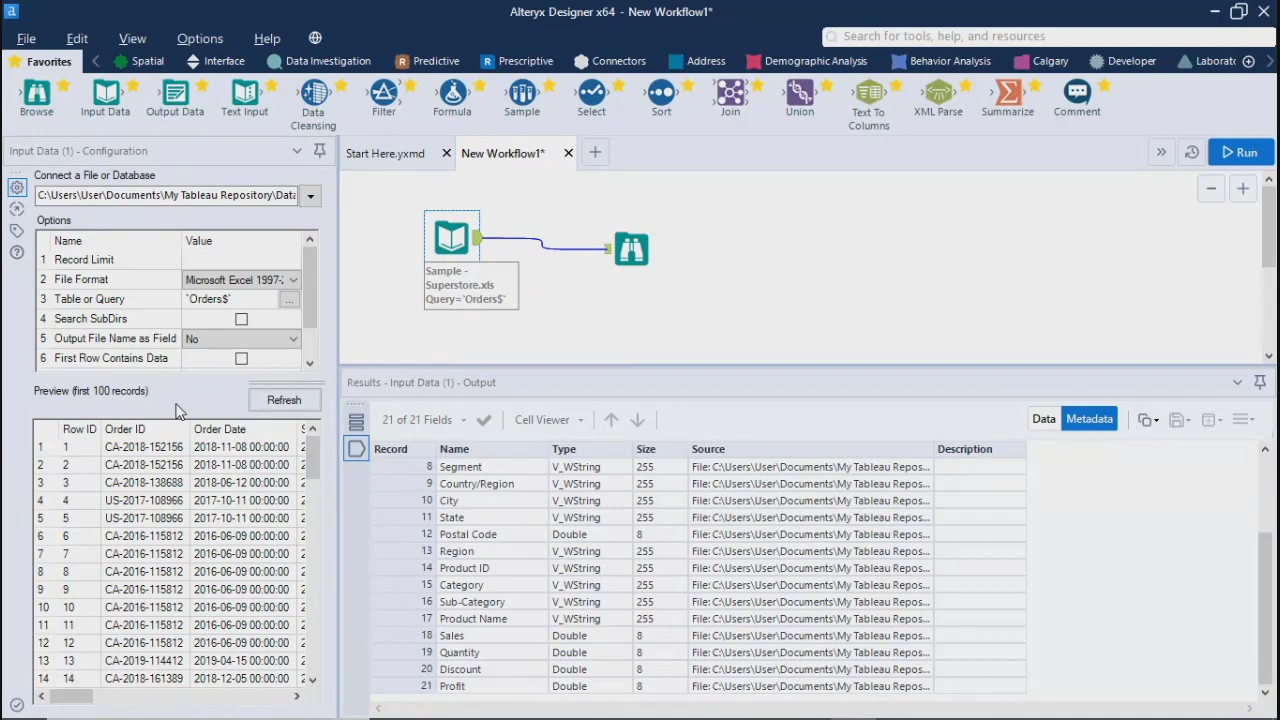 a Alteryx Designer x64 - New Workflow1*
File Edit View Options Help Search for tools, help, and resources
Favorites Spatial Interface Data Investigation R Predictive R Prescriptive Connectors Address Demographic Analysis Behavior Analysis Calgary Developer Laborat
Browse Input Data Output Data Text Input Data Cleansing Filter Formula Sample Select Sort Join Union Text To Columns XML Parse Summarize Comment
Input Data (1) - Configuration
Start Here.yxmd New Workflow1* Run
Connect a File or Database
C:\Users\User\Documents\My Tableau Repository\Data
Options
Name Value
1 Record Limit
2 File Format Microsoft Excel 1997-
3 Table or Query `Orders$` ...
4 Search SubDirs
5 Output File Name as Field No
6 First Row Contains Data
Sample -
Superstore.xls
Query=`Orders$`
Preview (first 100 records) Refresh
Row ID Order ID Order Date
1 1 CA-2018-152156 2018-11-08 00:00:00
2 2 CA-2018-152156 2018-11-08 00:00:00
3 3 CA-2018-138688 2018-06-12 00:00:00
4 4 US-2017-108966 2017-10-11 00:00:00
5 5 US-2017-108966 2017-10-11 00:00:00
6 6 CA-2016-115812 2016-06-09 00:00:00
7 7 CA-2016-115812 2016-06-09 00:00:00
8 8 CA-2016-115812 2016-06-09 00:00:00
9 9 CA-2016-115812 2016-06-09 00:00:00
10 10 CA-2016-115812 2016-06-09 00:00:00
11 11 CA-2016-115812 2016-06-09 00:00:00
12 12 CA-2016-115812 2016-06-09 00:00:00
13 13 CA-2019-114412 2019-04-15 00:00:00
14 14 CA-2018-161389 2018-12-05 00:00:00
Results - Input Data (1) - Output
21 of 21 Fields Cell Viewer Data Metadata
Record Name Type Size Source Description
8 Segment V_WString 255 File: C:\Users\User\Documents\My Tableau Repos...
9 Country/Region V_WString 255 File: C:\Users\User\Documents\My Tableau Repos...
10 City V_WString 255 File: C:\Users\User\Documents\My Tableau Repos...
11 State V_WString 255 File: C:\Users\User\Documents\My Tableau Repos...
12 Postal Code Double 8 File: C:\Users\User\Documents\My Tableau Repos...
13 Region V_WString 255 File: C:\Users\User\Documents\My Tableau Repos...
14 Product ID V_WString 255 File: C:\Users\User\Documents\My Tableau Repos...
15 Category V_WString 255 File: C:\Users\User\Documents\My Tableau Repos...
16 Sub-Category V_WString 255 File: C:\Users\User\Documents\My Tableau Repos...
17 Product Name V_WString 255 File: C:\Users\User\Documents\My Tableau Repos...
18 Sales Double 8 File: C:\Users\User\Documents\My Tableau Repos...
19 Quantity Double 8 File: C:\Users\User\Documents\My Tableau Repos...
20 Discount Double 8 File: C:\Users\User\Documents\My Tableau Repos...
21 Profit Double 8 File: C:\Users\User\Documents\My Tableau Repos...